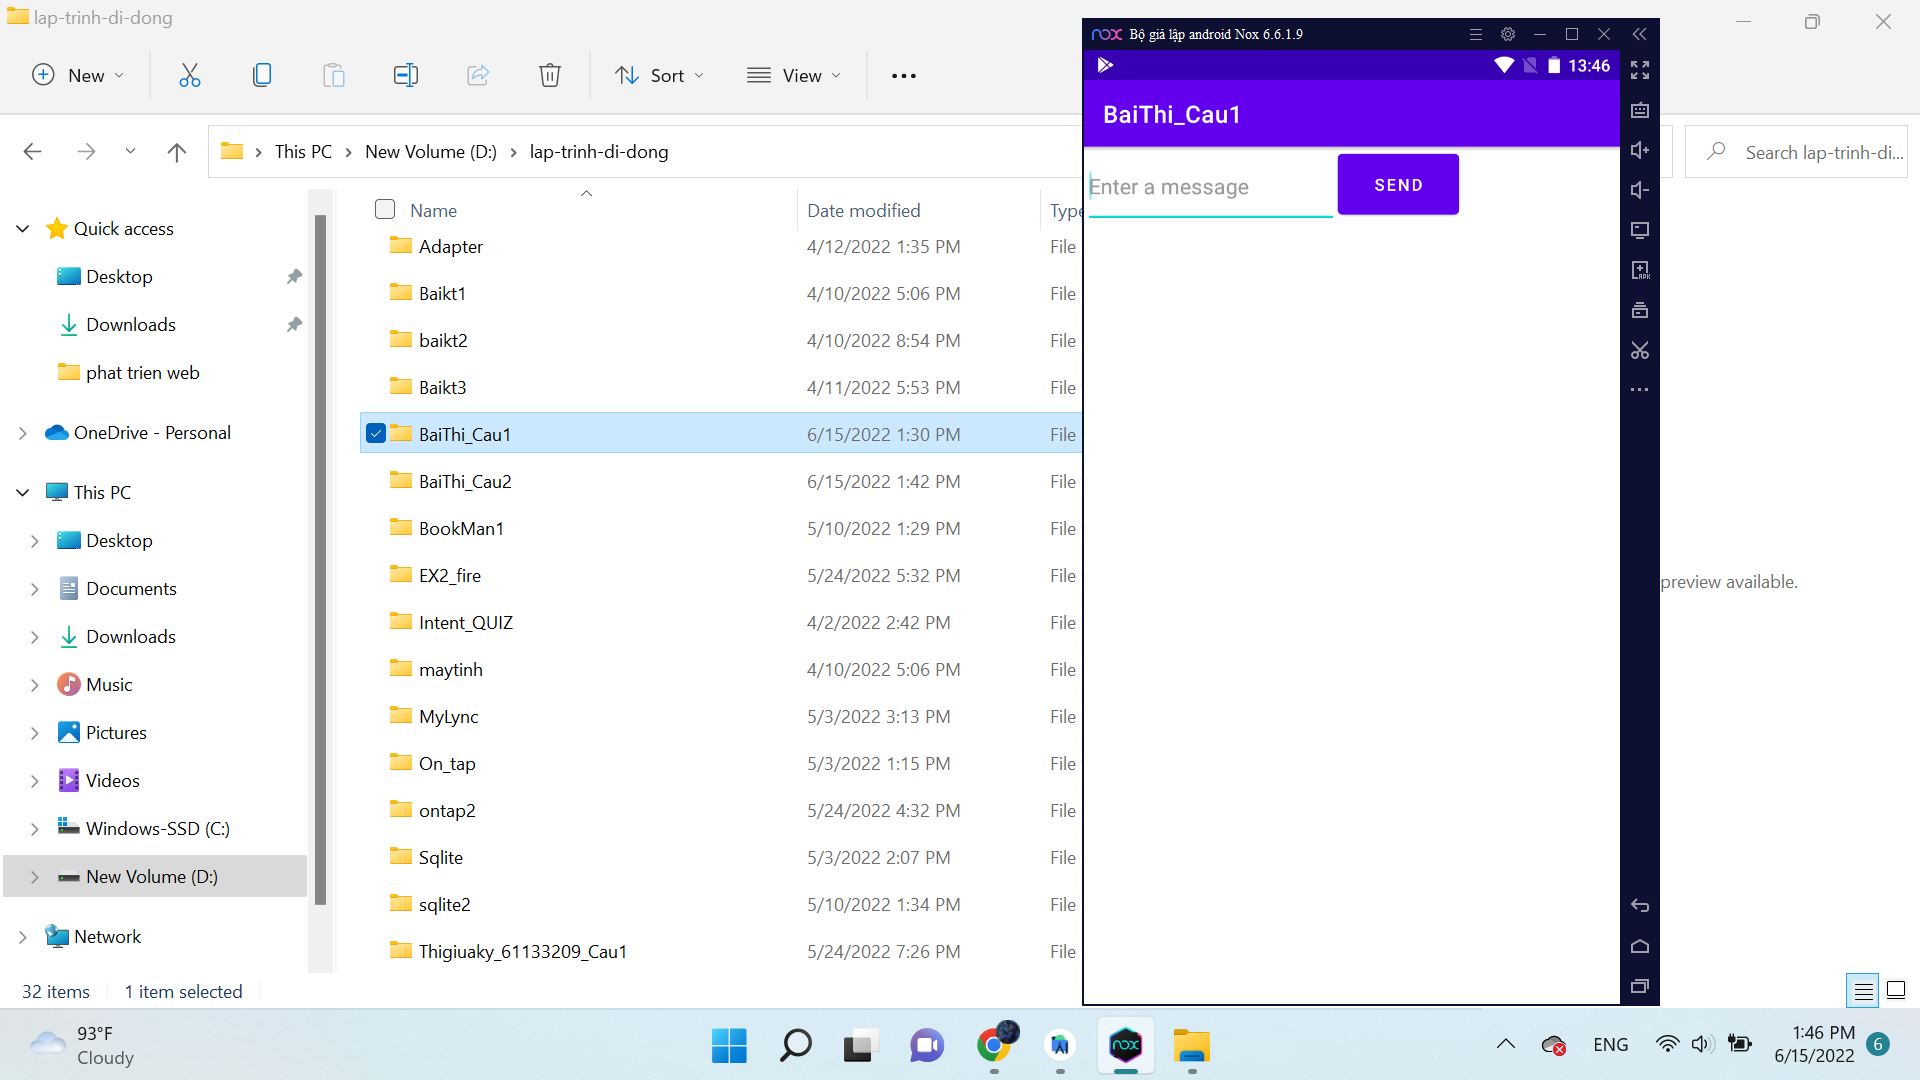 lap-trinh-di-dong
New
Sort
View
This PC
New Volume (D:)
lap-trinh-di-dong
Search lap-trinh-di...
Quick access
Desktop
Downloads
phat trien web
OneDrive - Personal
This PC
Desktop
Documents
Downloads
Music
Pictures
Videos
Windows-SSD (C:)
New Volume (D:)
Network
Name Date modified Type
Adapter 4/12/2022 1:35 PM File
Baikt1 4/10/2022 5:06 PM File
baikt2 4/10/2022 8:54 PM File
Baikt3 4/11/2022 5:53 PM File
BaiThi_Cau1 6/15/2022 1:30 PM File
BaiThi_Cau2 6/15/2022 1:42 PM File
BookMan1 5/10/2022 1:29 PM File
EX2_fire 5/24/2022 5:32 PM File
Intent_QUIZ 4/2/2022 2:42 PM File
maytinh 4/10/2022 5:06 PM File
MyLync 5/3/2022 3:13 PM File
On_tap 5/3/2022 1:15 PM File
ontap2 5/24/2022 4:32 PM File
Sqlite 5/3/2022 2:07 PM File
sqlite2 5/10/2022 1:34 PM File
Thigiuaky_61133209_Cau1 5/24/2022 7:26 PM File
preview available.
32 items 1 item selected
nox Bộ giả lập android Nox 6.6.1.9
13:46
BaiThi_Cau1
Enter a message
SEND
APK
93°F
Cloudy
nox
ENG
1:46 PM
6/15/2022
6